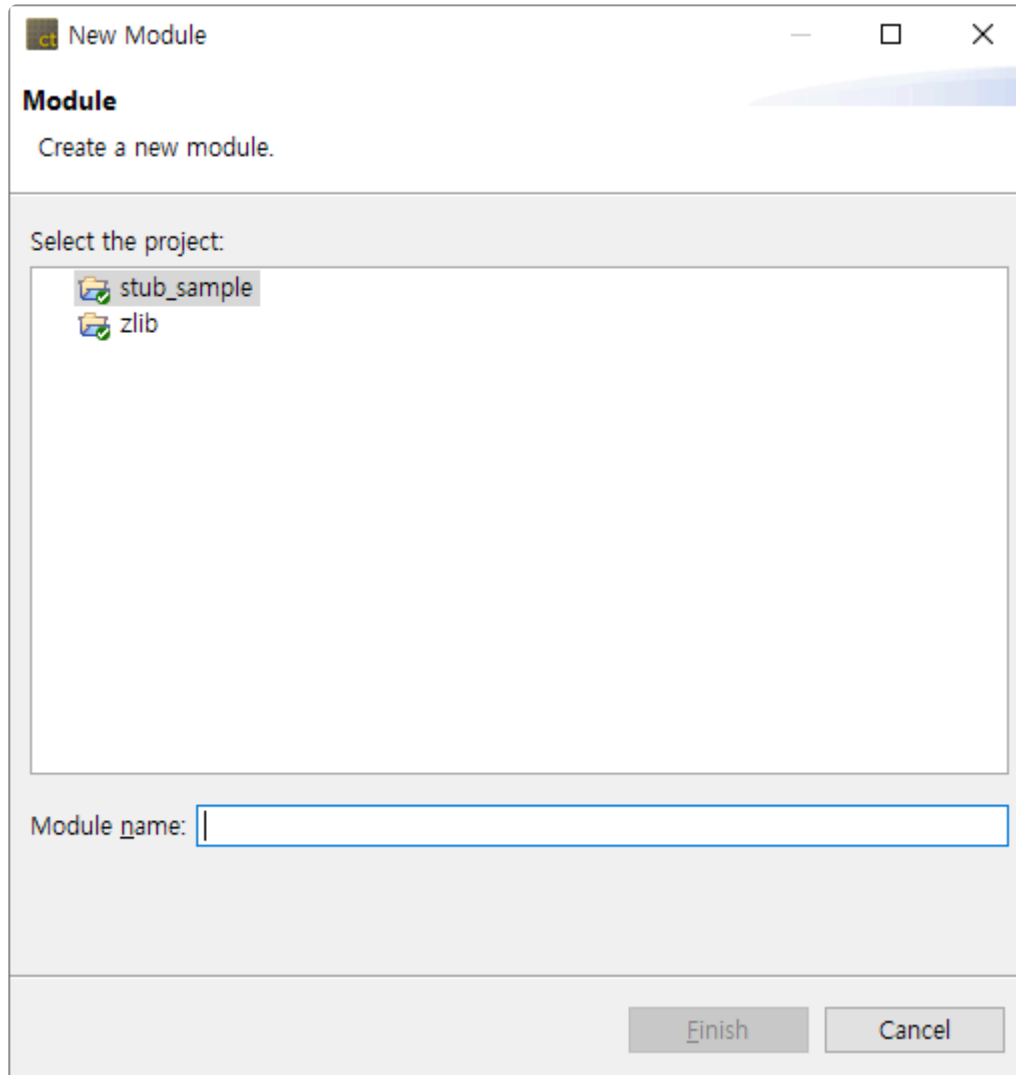 ct New Module
Module
Create a new module.
Select the project:
stub_sample
zlib
Module name:
Finish Cancel